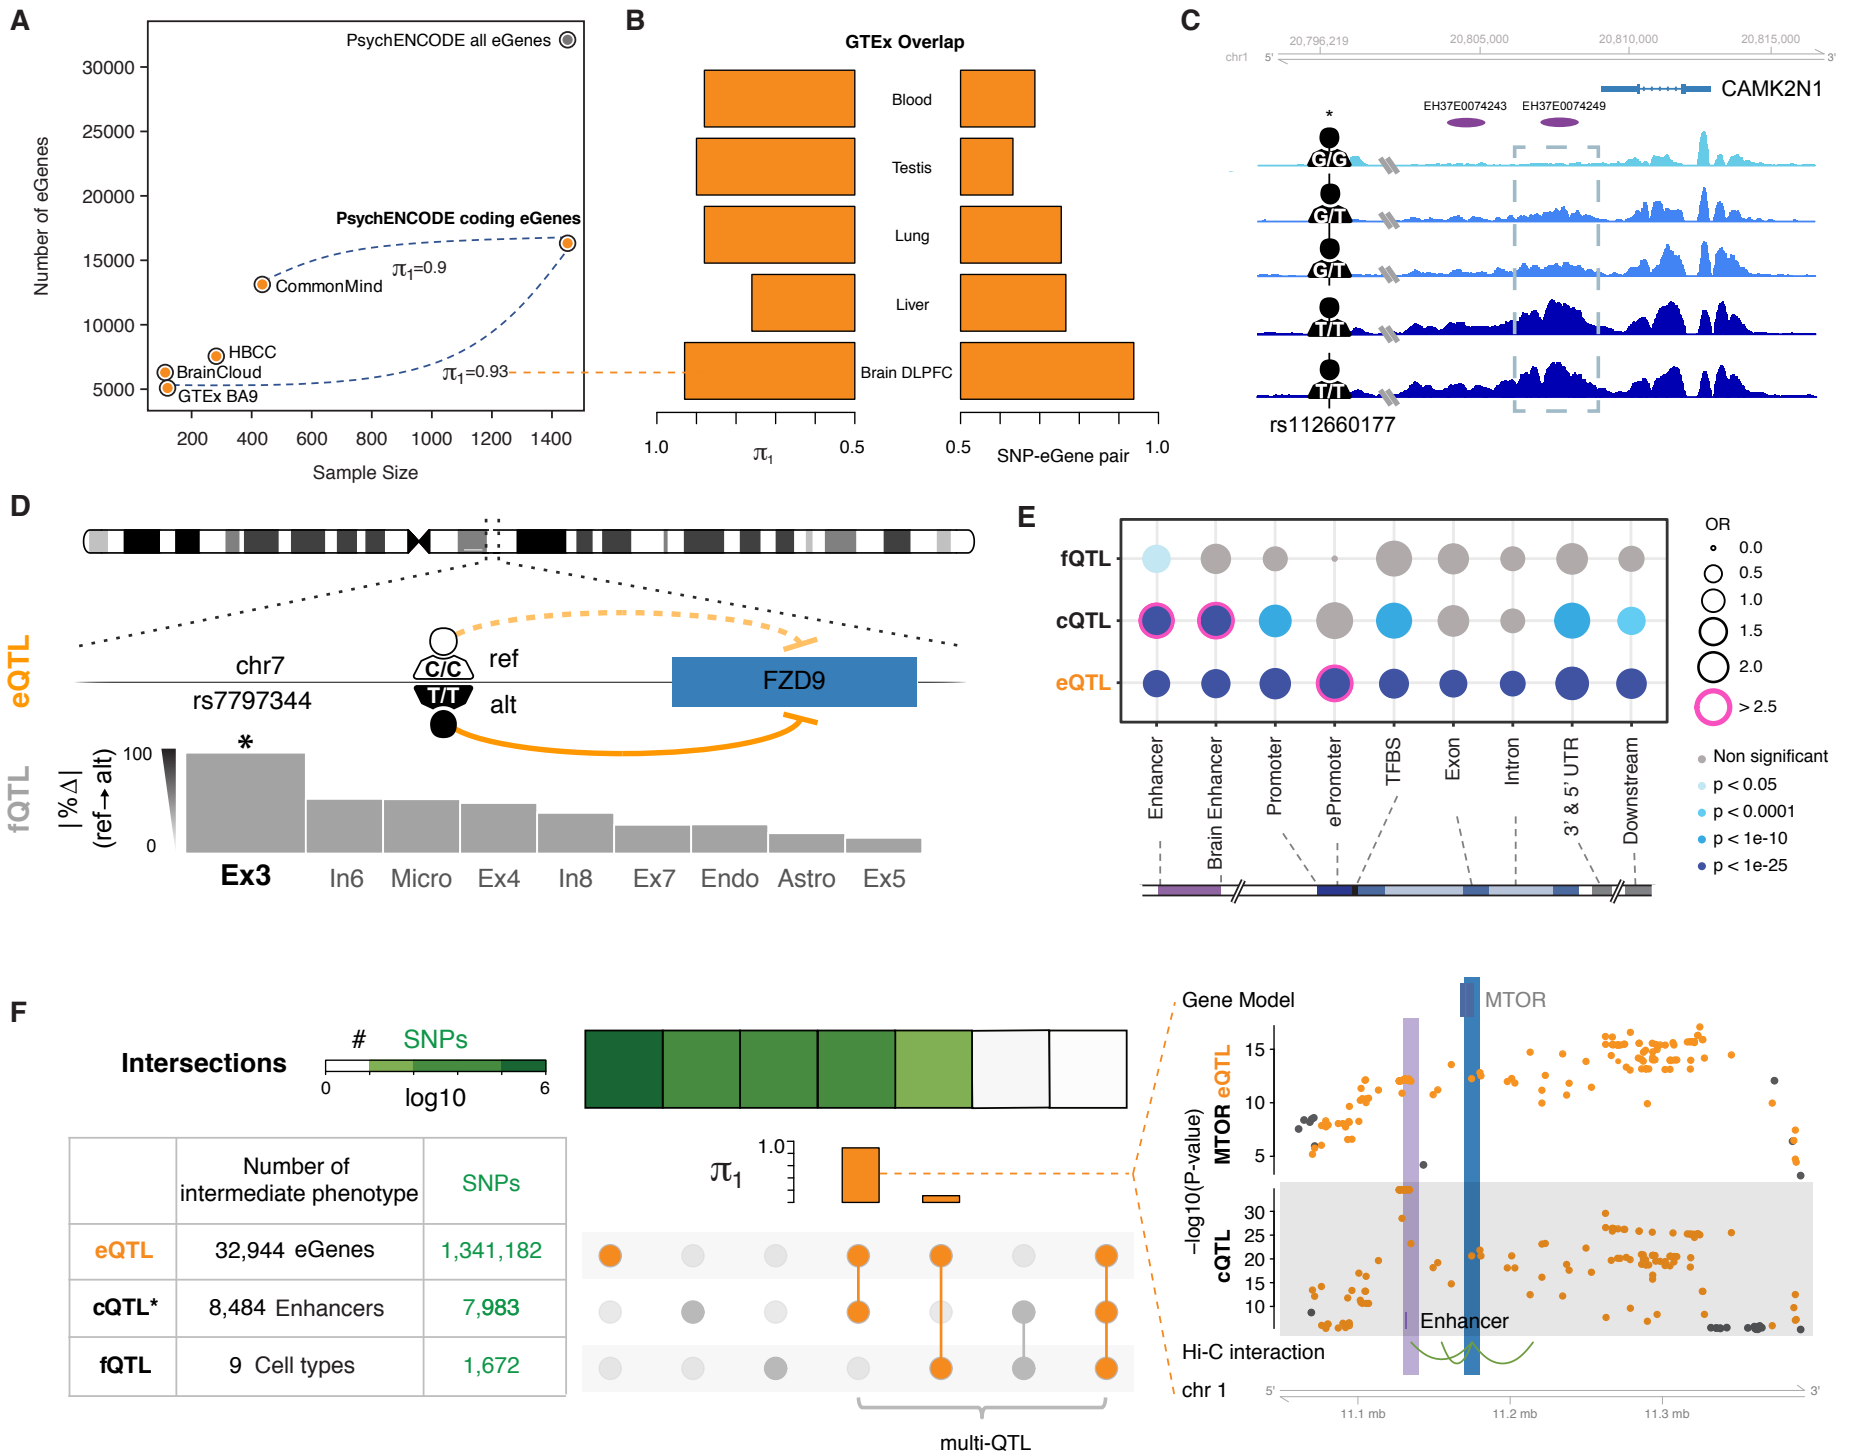 A
PsychENCODE all eGenes
30000
25000
20000
15000
10000
5000
Number of eGenes
PsychENCODE coding eGenes
π1=0.9
CommonMind
HBCC
BrainCloud
GTEx BA9
π1=0.93
200 400 600 800 1000 1200 1400
Sample Size
B
GTEx Overlap
Blood
Testis
Lung
Liver
Brain DLPFC
1.0 π1 0.5
0.5 SNP-eGene pair 1.0
C
20,796,219 20,805,000 20,810,000 20,815,000
chr1 5' 3'
CAMK2N1
EH37E0074243 EH37E0074249
*
G/G
G/T
G/T
T/T
T/T
rs112660177
D
eQTL
chr7
rs7797344
C/C ref
T/T alt
FZD9
fQTL
|%Δ|
(ref→alt)
100
0
*
Ex3 In6 Micro Ex4 In8 Ex7 Endo Astro Ex5
E
fQTL
cQTL
eQTL
Enhancer
Brain Enhancer
Promoter
ePromoter
TFBS
Exon
Intron
3' & 5' UTR
Downstream
OR
0.0
0.5
1.0
1.5
2.0
> 2.5
Non significant
p < 0.05
p < 0.0001
p < 1e-10
p < 1e-25
F
Intersections
# SNPs
0 log10 6
Number of
intermediate phenotype
SNPs
eQTL 32,944 eGenes 1,341,182
cQTL* 8,484 Enhancers 7,983
fQTL 9 Cell types 1,672
π1
1.0
multi-QTL
Gene Model
MTOR
−log10(P-value)
MTOR eQTL
15
10
5
cQTL
30
25
20
15
10
Enhancer
Hi-C interaction
chr 1 5' 3'
11.1 mb 11.2 mb 11.3 mb